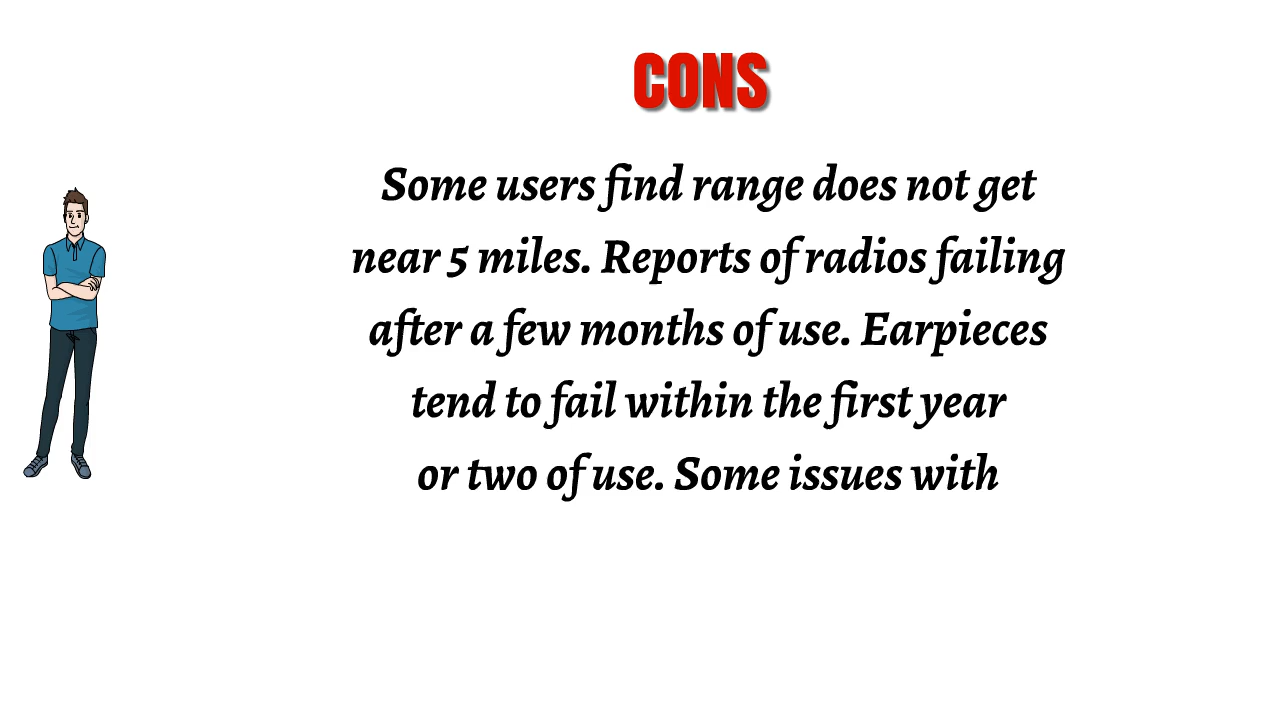 CONS
Some users find range does not get
near 5 miles. Reports of radios failing
after a few months of use. Earpieces
tend to fail within the first year
or two of use. Some issues with